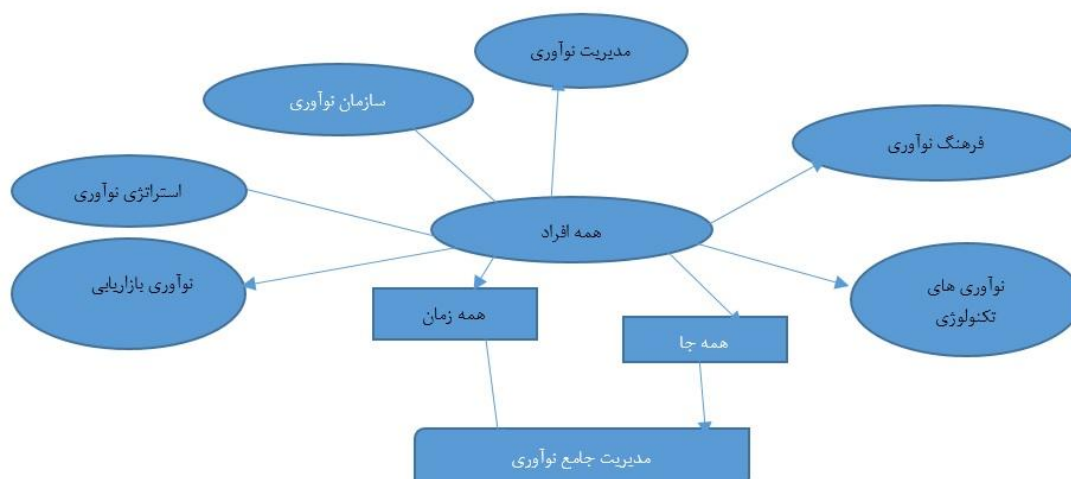 مدیریت نوآوری
سازمان نوآوری
فرهنگ نوآوری
استراتژی نوآوری
همه افراد
نوآوری بازاریابی
نوآوری های
تکنولوژی
همه زمان
همه جا
مدیریت جامع نوآوری